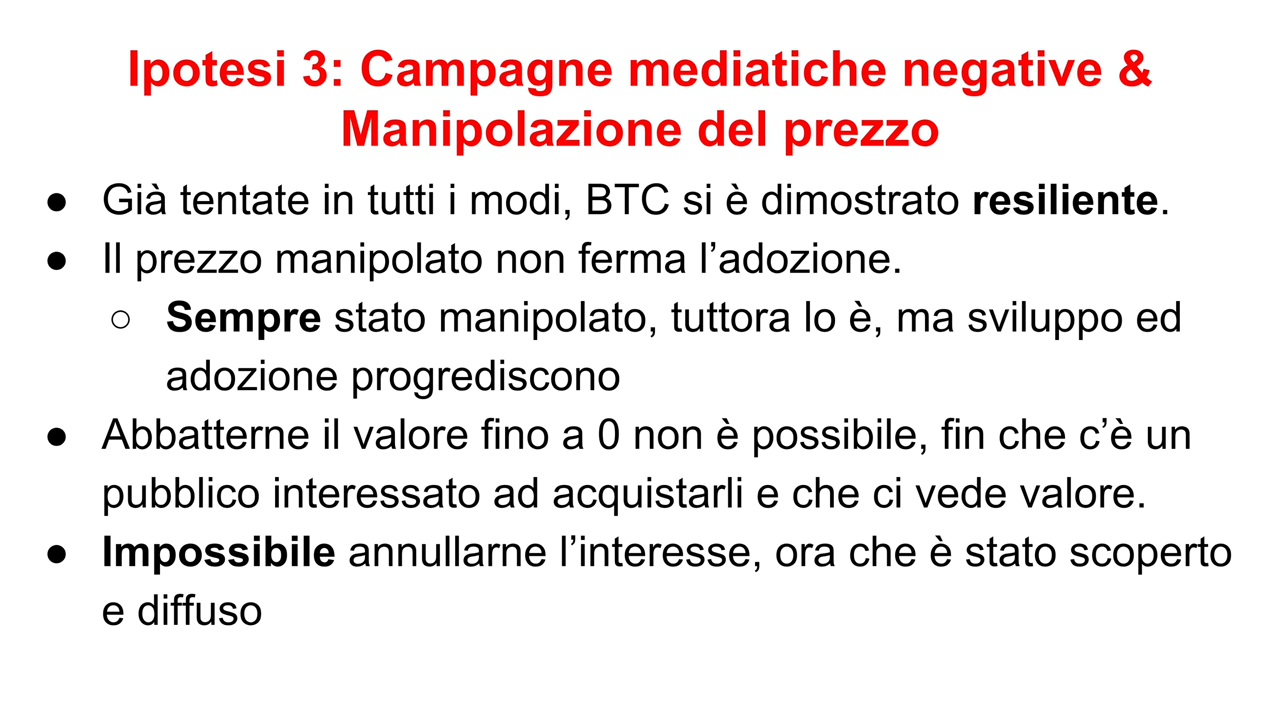 Ipotesi 3: Campagne mediatiche negative &
Manipolazione del prezzo
● Già tentate in tutti i modi, BTC si è dimostrato resiliente.
● Il prezzo manipolato non ferma l’adozione.
○ Sempre stato manipolato, tuttora lo è, ma sviluppo ed
adozione progrediscono
● Abbatterne il valore fino a 0 non è possibile, fin che c’è un
pubblico interessato ad acquistarli e che ci vede valore.
● Impossibile annullarne l’interesse, ora che è stato scoperto
e diffuso